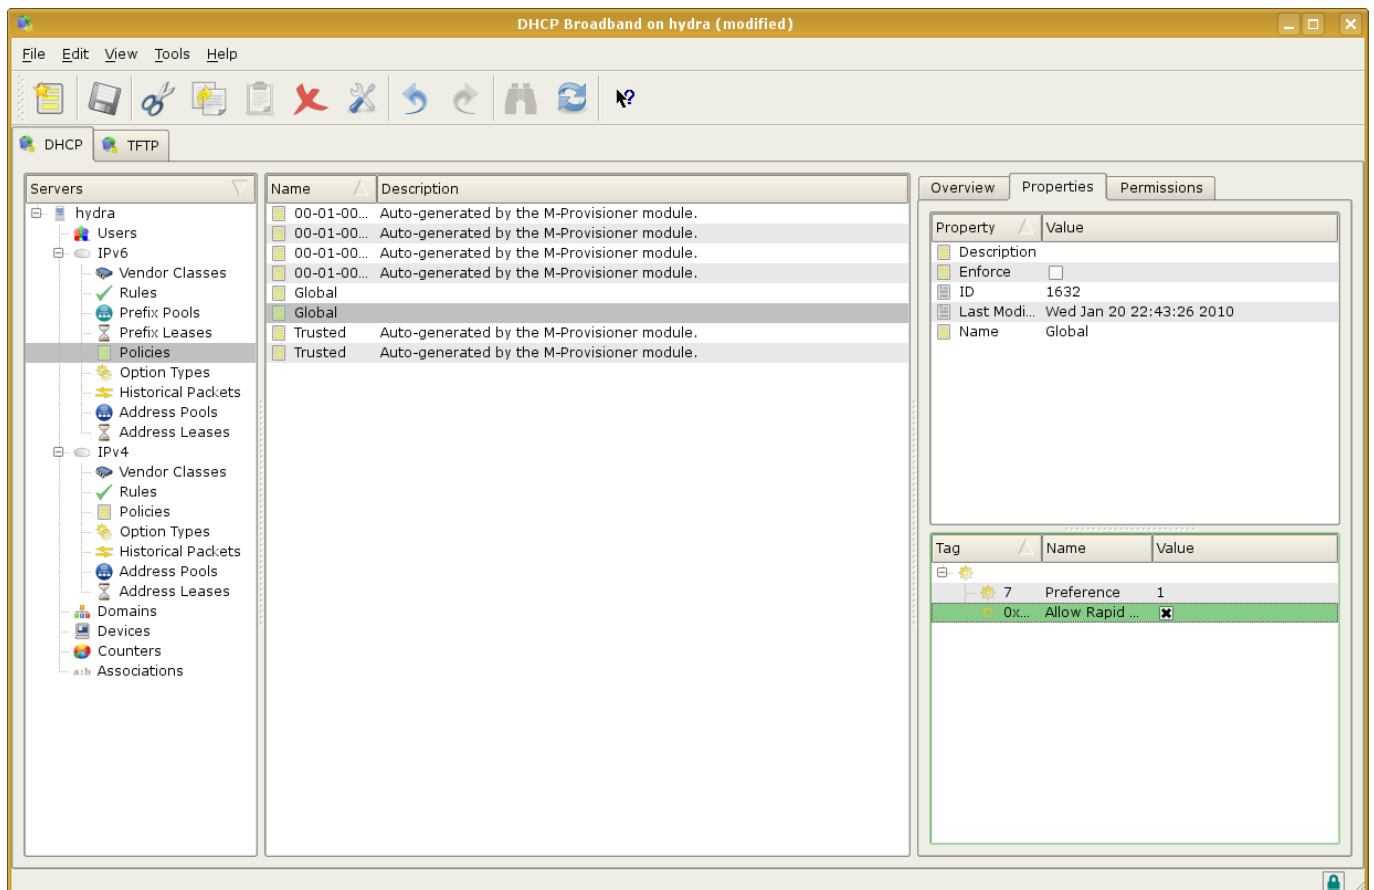 DHCP Broadband on hydra (modified)
File Edit View Tools Help
DHCP TFTP
Servers
hydra
Users
IPv6
Vendor Classes
Rules
Prefix Pools
Prefix Leases
Policies
Option Types
Historical Packets
Address Pools
Address Leases
IPv4
Vendor Classes
Rules
Policies
Option Types
Historical Packets
Address Pools
Address Leases
Domains
Devices
Counters
a:b Associations
Name Description
00-01-00... Auto-generated by the M-Provisioner module.
00-01-00... Auto-generated by the M-Provisioner module.
00-01-00... Auto-generated by the M-Provisioner module.
00-01-00... Auto-generated by the M-Provisioner module.
Global
Global
Trusted Auto-generated by the M-Provisioner module.
Trusted Auto-generated by the M-Provisioner module.
Overview Properties Permissions
Property Value
Description
Enforce
ID 1632
Last Modi... Wed Jan 20 22:43:26 2010
Name Global
Tag Name Value
7 Preference 1
0x... Allow Rapid ...